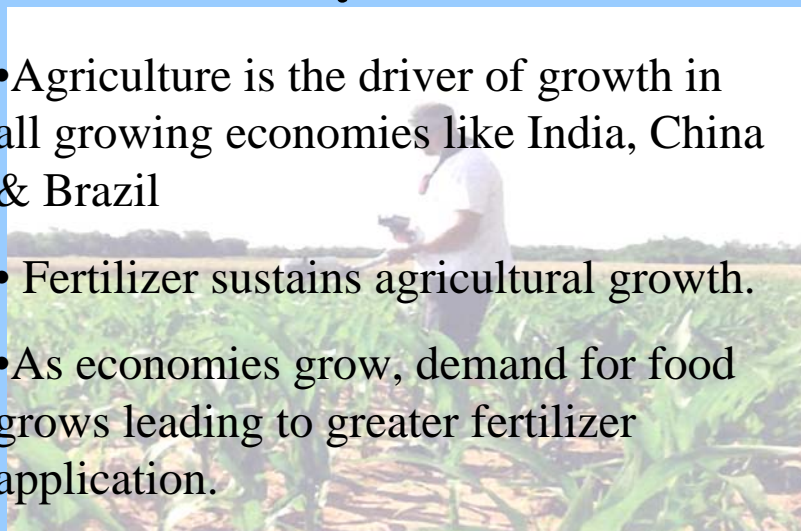 •Agriculture is the driver of growth in
all growing economies like India, China
& Brazil
• Fertilizer sustains agricultural growth.
•As economies grow, demand for food
grows leading to greater fertilizer
application.